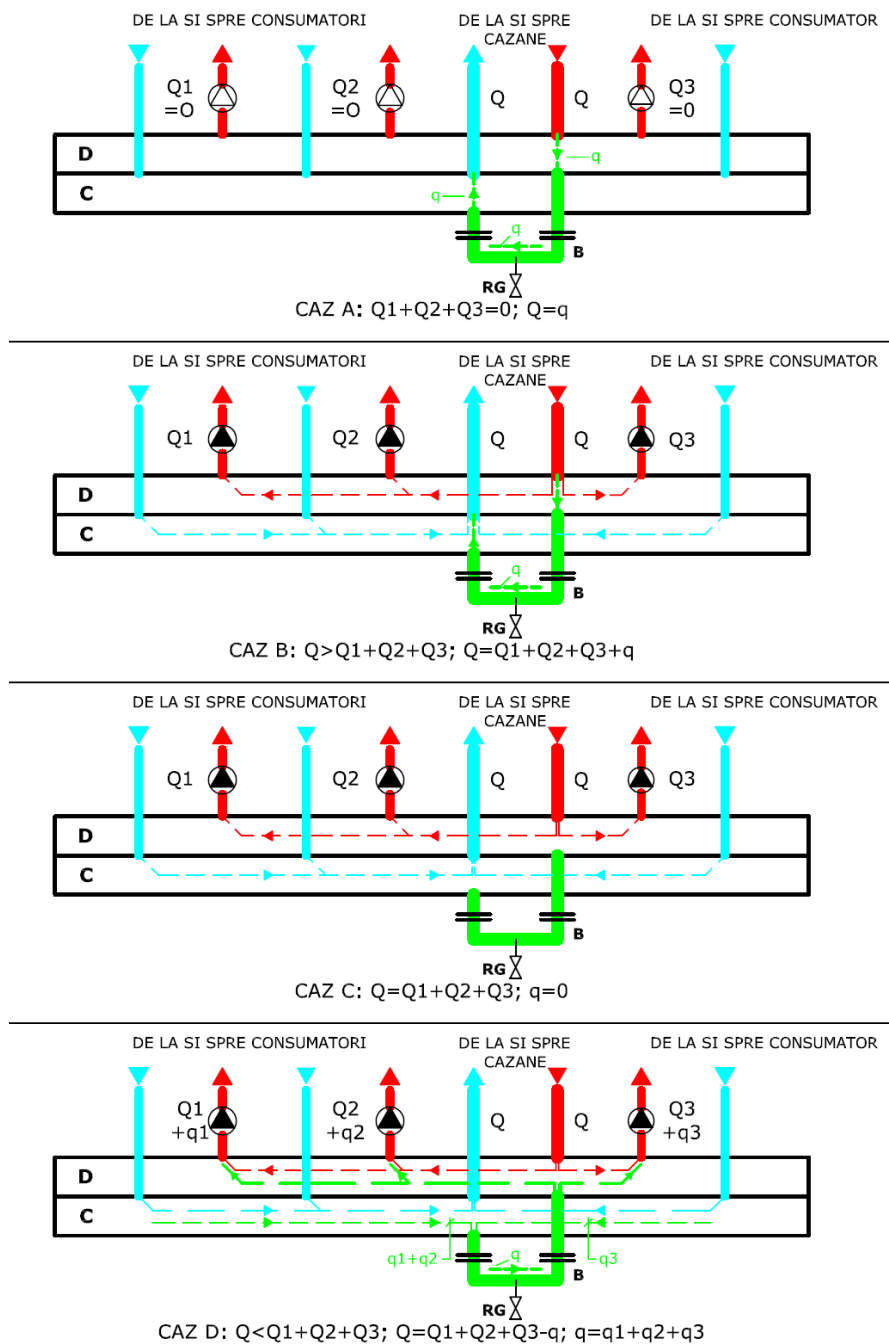 DE LA SI SPRE CONSUMATORI
DE LA SI SPRE
CAZANE
DE LA SI SPRE CONSUMATOR
Q1
=O
Q2
=O
Q
Q
Q3
=0
D
q
C
q
q
B
RG
CAZ A: Q1+Q2+Q3=0; Q=q
DE LA SI SPRE CONSUMATORI
DE LA SI SPRE
CAZANE
DE LA SI SPRE CONSUMATOR
Q1
Q2
Q
Q
Q3
D
C
q
B
RG
CAZ B: Q>Q1+Q2+Q3; Q=Q1+Q2+Q3+q
DE LA SI SPRE CONSUMATORI
DE LA SI SPRE
CAZANE
DE LA SI SPRE CONSUMATOR
Q1
Q2
Q
Q
Q3
D
C
B
RG
CAZ C: Q=Q1+Q2+Q3; q=0
DE LA SI SPRE CONSUMATORI
DE LA SI SPRE
CAZANE
DE LA SI SPRE CONSUMATOR
Q1
+q1
Q2
+q2
Q
Q
Q3
+q3
D
C
q1+q2
q
q3
B
RG
CAZ D: Q<Q1+Q2+Q3; Q=Q1+Q2+Q3-q; q=q1+q2+q3